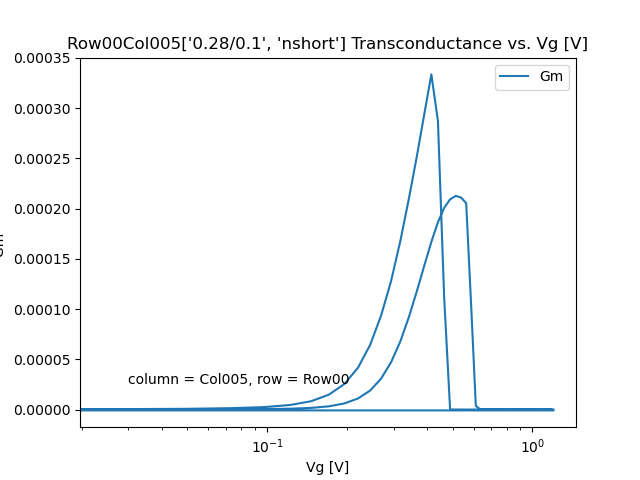 Row00Col005['0.28/0.1', 'nshort'] Transconductance vs. Vg [V]
Gm
0.00035
0.00030
0.00025
0.00020
0.00015
0.00010
0.00005
0.00000
column = Col005, row = Row00
10⁻¹
10⁰
Vg [V]